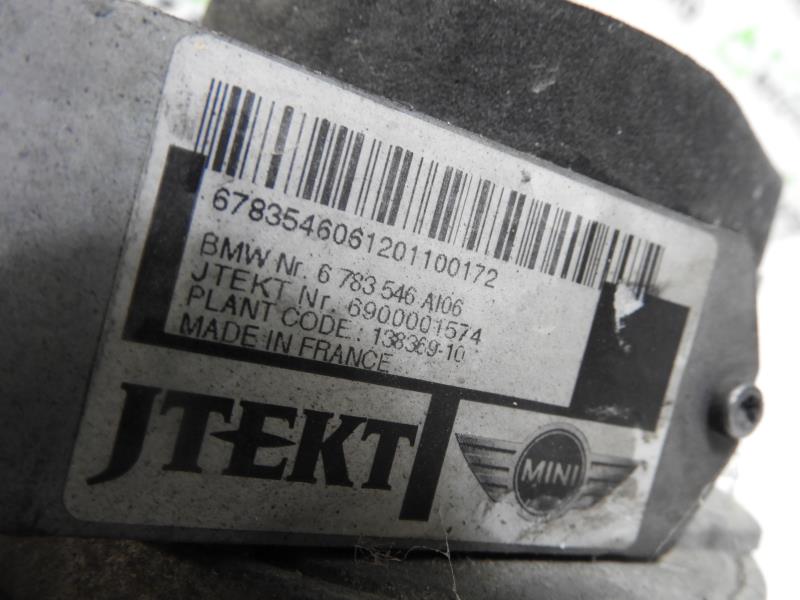 6783546061201100172
BMW Nr. 6 783 546 AI06
JTEKT Nr. 6900001574
PLANT CODE : 138369-10
MADE IN FRANCE
JTEKT
MINI